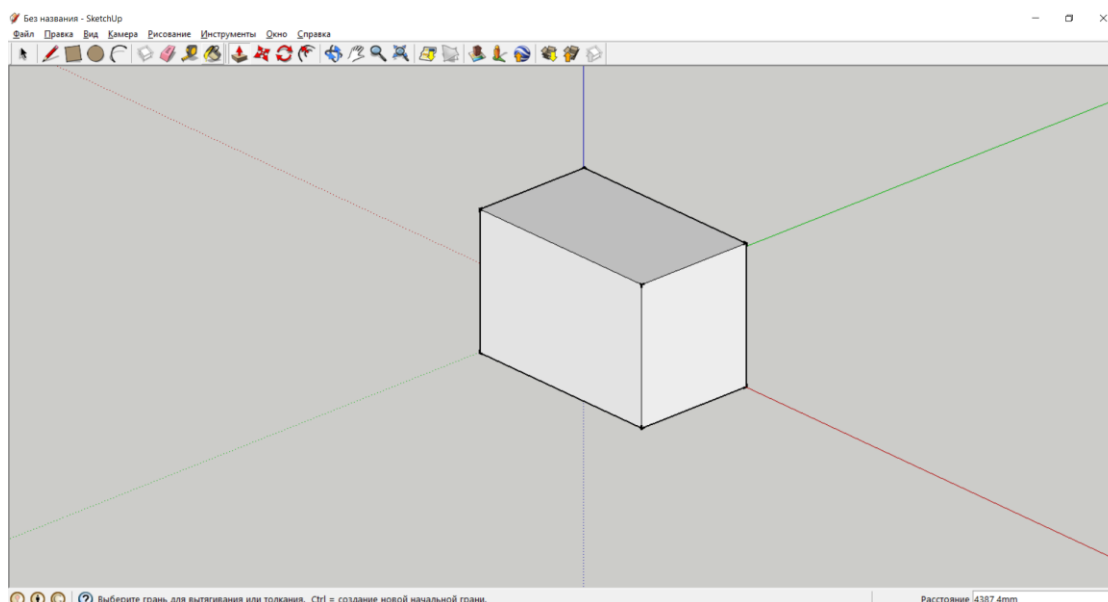 Без названия - SketchUp
Файл Правка Вид Камера Рисование Инструменты Окно Справка
Выберите грань для вытягивания или толкания. Ctrl = создание новой начальной грани.
Расстояние 4387,4mm